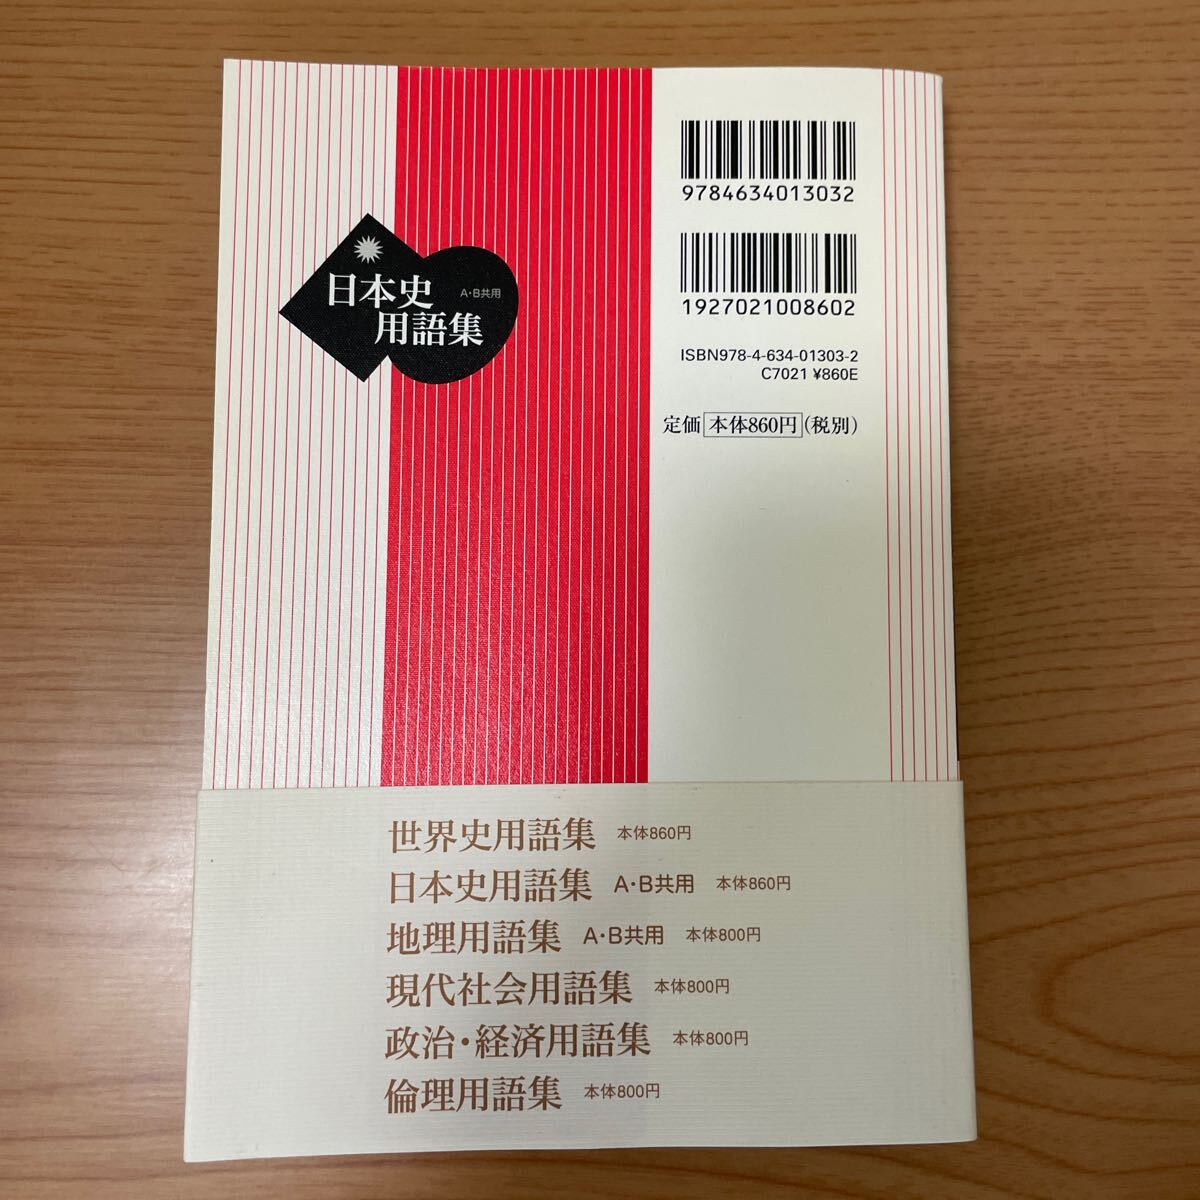 9784634013032
1927021008602
ISBN978-4-634-01303-2
C7021 ¥860E
定価 本体860円 (税別)
日本史 A・B共用
用語集
世界史用語集 本体860円
日本史用語集 A・B共用 本体860円
地理用語集 A・B共用 本体800円
現代社会用語集 本体800円
政治・経済用語集 本体800円
倫理用語集 本体800円